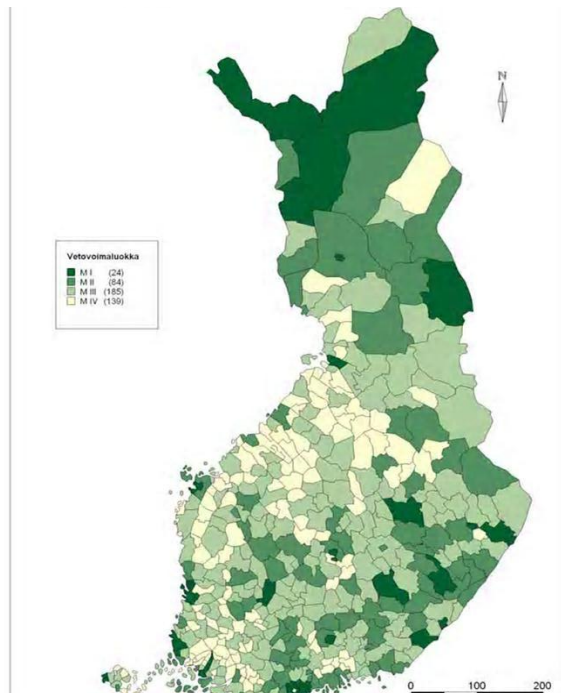 N
Vetovoimaluokka
M I (24)
M II (84)
M III (185)
M IV (139)
0 100 200